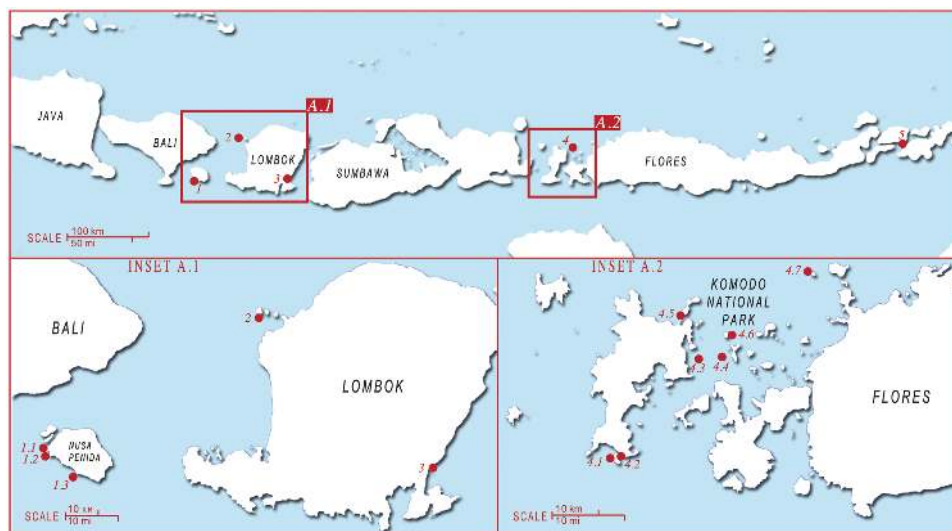 A.1
A.2
JAVA
BALI
2
LOMBOK
1
3
SUMBAWA
4
FLORES
5
SCALE 100 km
50 mi
INSET A.1
BALI
2
LOMBOK
1.1
1.2
NUSA
PENIDA
1.3
3
SCALE 10 km
10 mi
INSET A.2
KOMODO
NATIONAL
PARK
4.7
4.5
4.6
4.3
4.4
FLORES
4.1
4.2
SCALE 10 km
10 mi